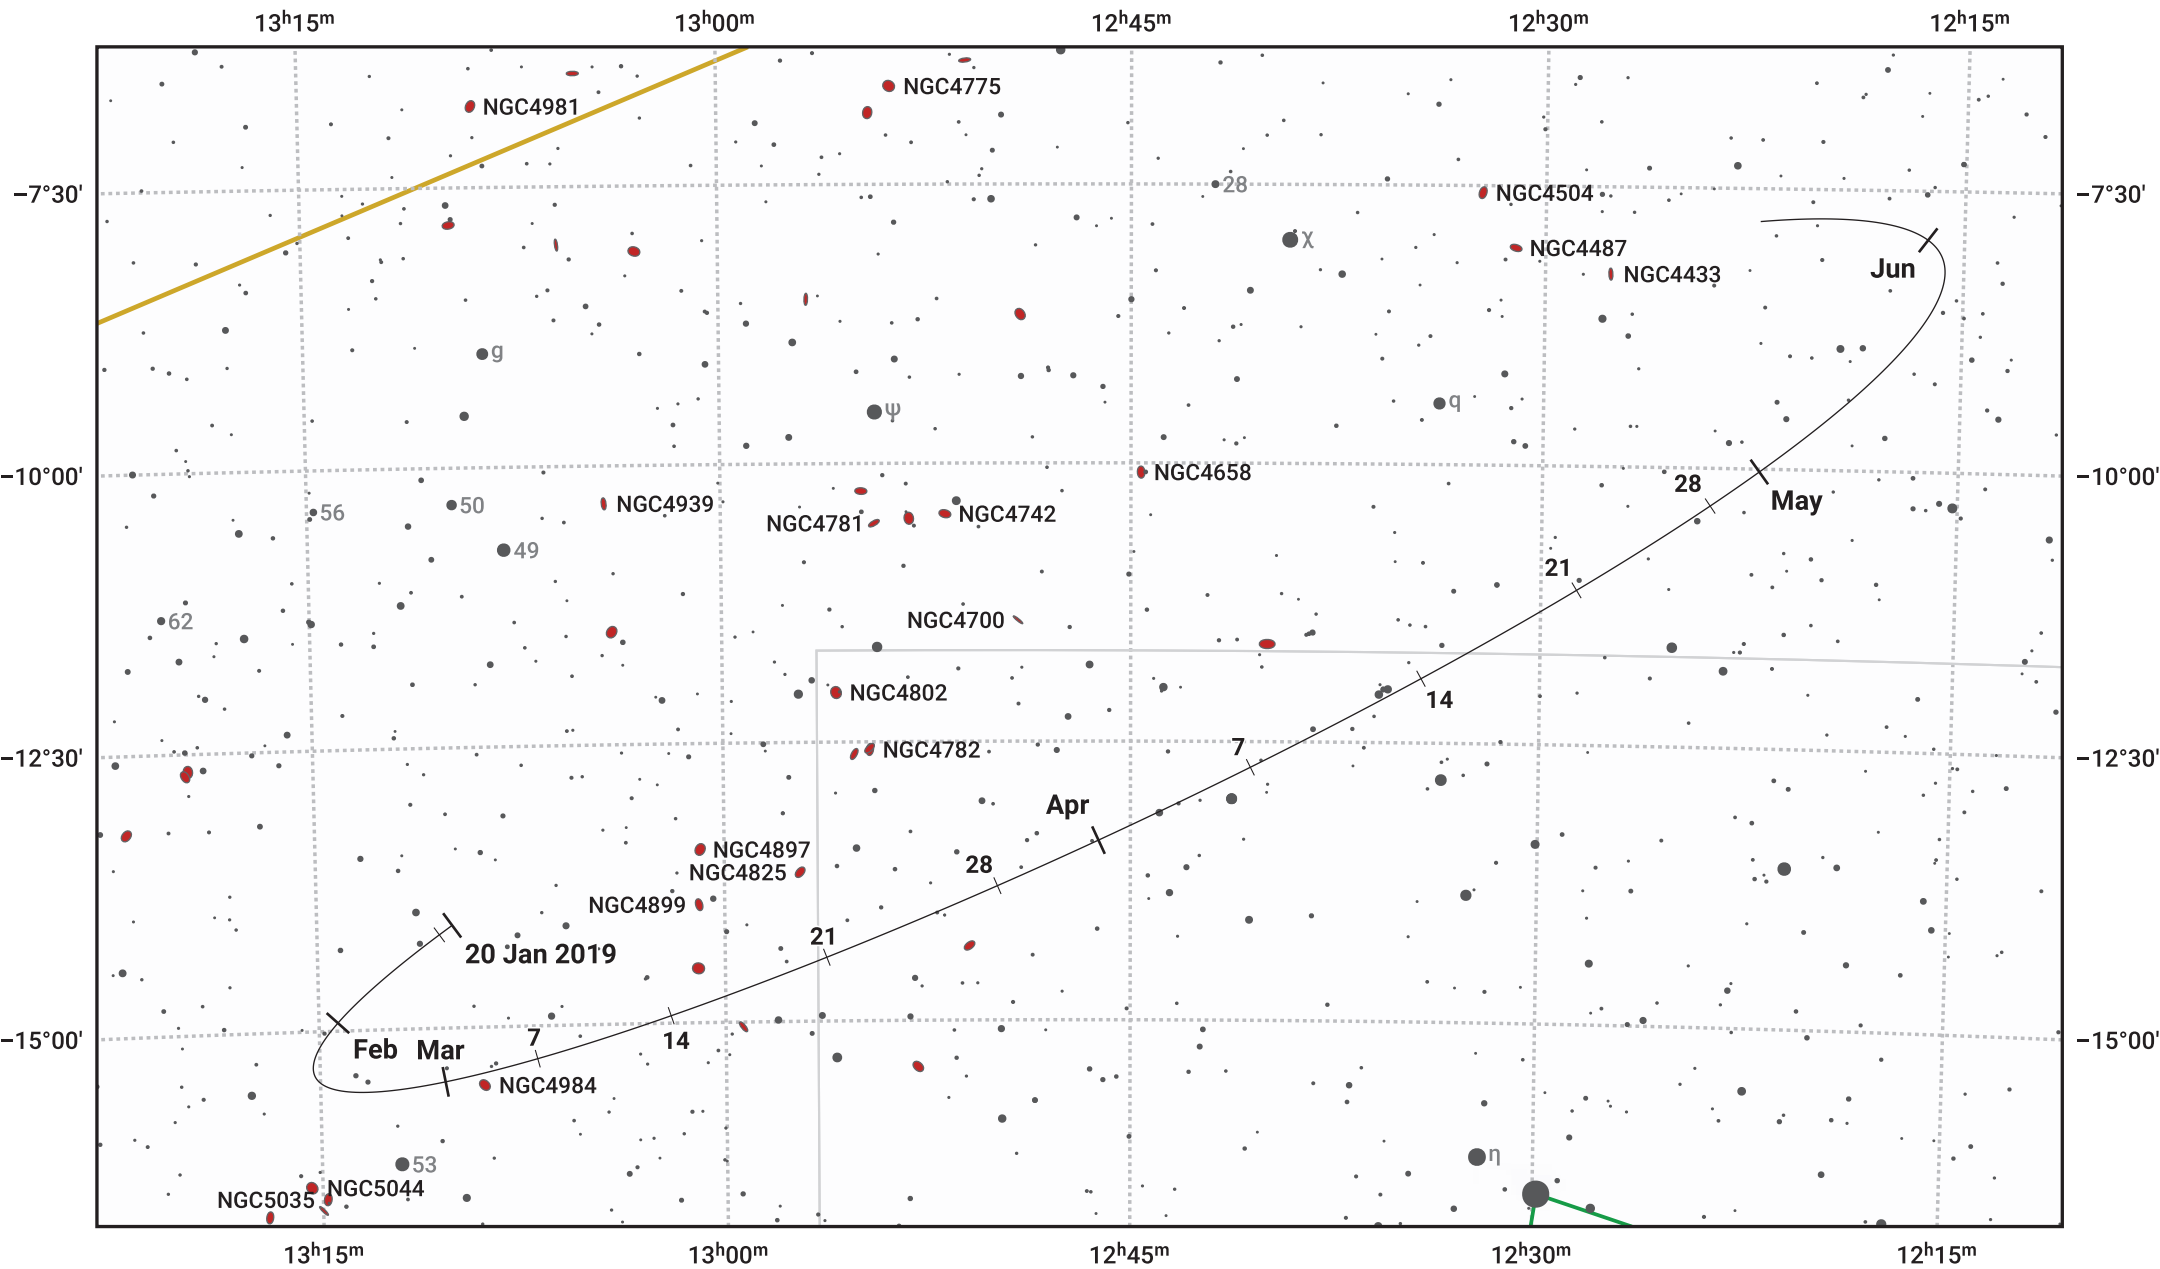 13ʰ15ᵐ 13ʰ00ᵐ 12ʰ45ᵐ 12ʰ30ᵐ 12ʰ15ᵐ
NGC4775
NGC4981
−7°30' 28 NGC4504 −7°30'
χ NGC4487
Jun
NGC4433
g
ψ q
−10°00' NGC4658 −10°00'
28 May
50 NGC4939
56 NGC4781 NGC4742
49
21
62 NGC4700
NGC4802 14
7
−12°30' NGC4782 −12°30'
Apr
NGC4897
28
NGC4825
NGC4899
21
20 Jan 2019
−15°00' 7 14 −15°00'
Feb Mar
NGC4984
η
53
NGC5044
NGC5035
13ʰ15ᵐ 13ʰ00ᵐ 12ʰ45ᵐ 12ʰ30ᵐ 12ʰ15ᵐ